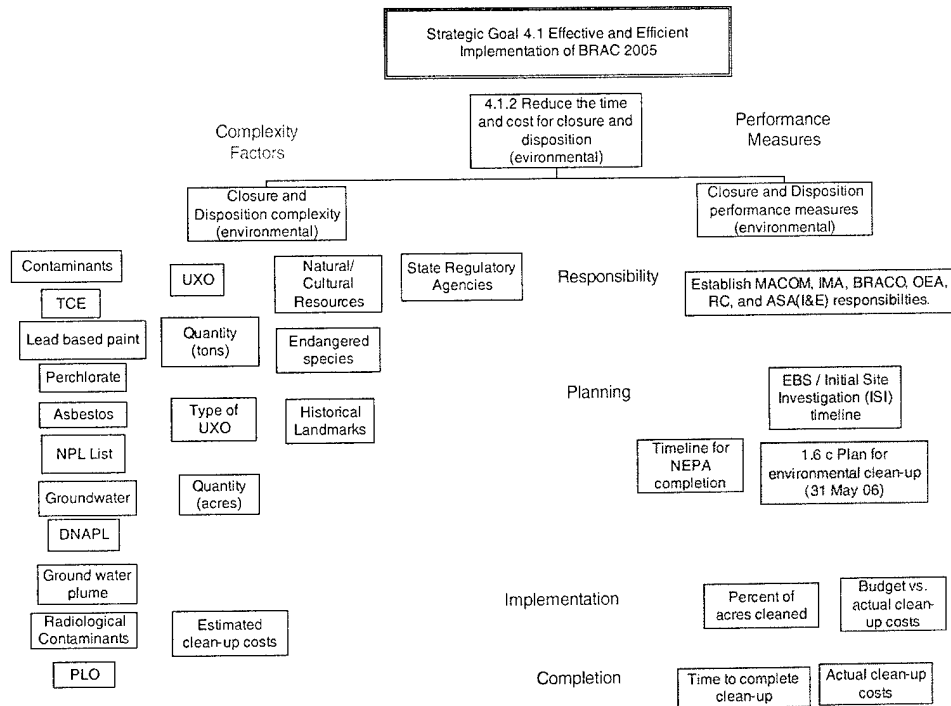 Strategic Goal 4.1 Effective and Efficient
Implementation of BRAC 2005
4.1.2 Reduce the time
and cost for closure and
disposition
(evironmental)
Complexity
Factors
Performance
Measures
Closure and
Disposition complexity
(environmental)
Closure and Disposition
performance measures
(environmental)
Contaminants
TCE
Lead based paint
Perchlorate
Asbestos
NPL List
Groundwater
DNAPL
Ground water
plume
Radiological
Contaminants
PLO
UXO
Quantity
(tons)
Type of
UXO
Quantity
(acres)
Estimated
clean-up costs
Natural/
Cultural
Resources
Endangered
species
Historical
Landmarks
State Regulatory
Agencies
Responsibility
Establish MACOM, IMA, BRACO, OEA,
RC, and ASA(I&E) responsibilties.
Planning
EBS / Initial Site
Investigation (ISI)
timeline
Timeline for
NEPA
completion
1.6 c Plan for
environmental clean-up
(31 May 06)
Implementation
Percent of
acres cleaned
Budget vs.
actual clean-
up costs
Completion
Time to complete
clean-up
Actual clean-up
costs